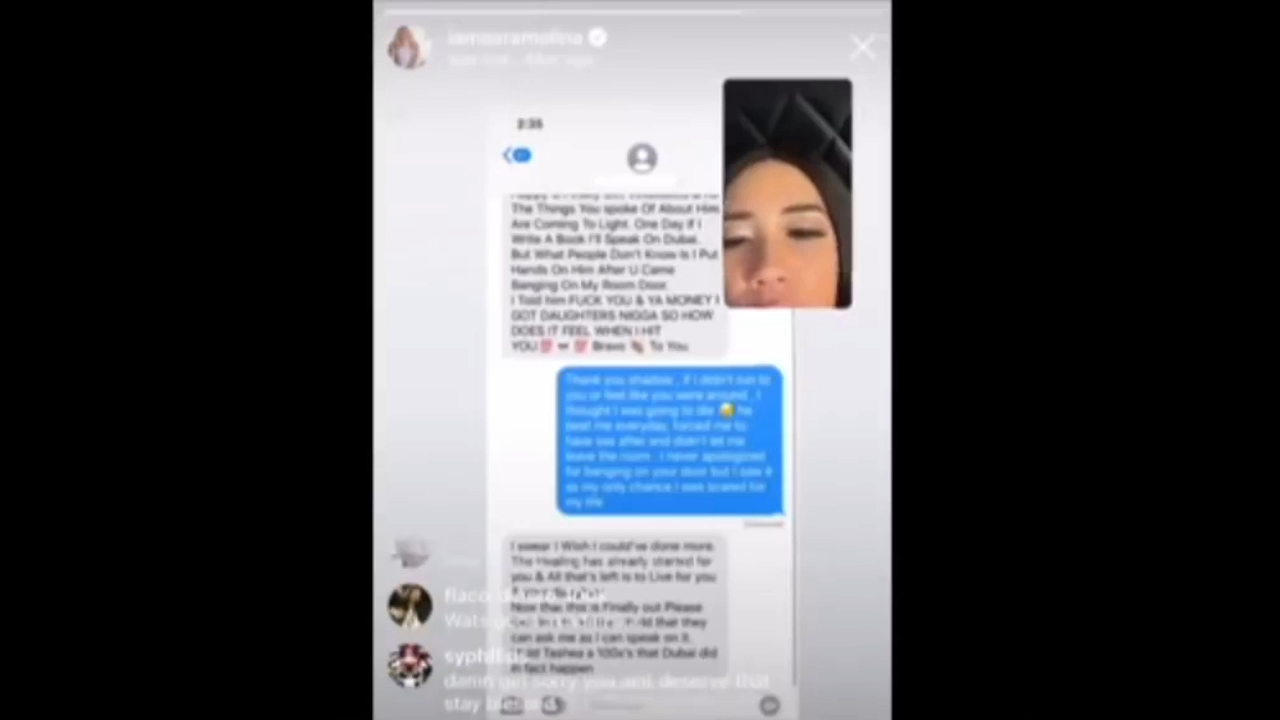 2:35
The Things You spoke Of About Him
Are Coming To Light. One Day If I
Write A Book I'll Speak On Dubai.
But What People Don't Know Is I Put
Hands On Him After U Came
Banging On My Room Door.
I Told him FUCK YOU & YA MONEY I
GOT DAUGHTERS NIGGA SO HOW
DOES IT FEEL WHEN I HIT
YOU💯 💯 Bravo To You
Thank you shadow , if I didn't run to
you or feel like you were around , I
thought I was going to die he
beat me everyday, forced me to
have sex after and didn't let me
leave the room . I never apologized
for banging on your door but I saw it
as my only chance I was scared for
my life
I swear I Wish I could've done more.
The Healing has already started for
you & All that's left is to Live for you
Now that this is Finally out Please
that they
can ask me as I can speak on it.
Tashea a 100x's that Dubai did
in fact happen
damn girl sorry you aint deserve that
stay